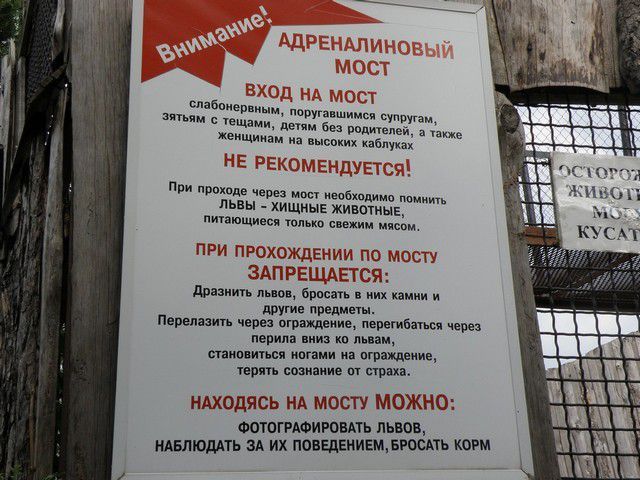 Внимание!
АДРЕНАЛИНОВЫЙ
МОСТ
ВХОД НА МОСТ
слабонервным, поругавшимся супругам,
зятьям с тещами, детям без родителей, а также
женщинам на высоких каблуках
НЕ РЕКОМЕНДУЕТСЯ!
При проходе через мост необходимо помнить
ЛЬВЫ - ХИЩНЫЕ ЖИВОТНЫЕ,
питающиеся только свежим мясом.
ПРИ ПРОХОЖДЕНИИ ПО МОСТУ
ЗАПРЕЩАЕТСЯ:
Дразнить львов, бросать в них камни и
другие предметы.
Перелазить через ограждение, перегибаться через
перила вниз ко львам,
становиться ногами на ограждение,
терять сознание от страха.
НАХОДЯСЬ НА МОСТУ МОЖНО:
ФОТОГРАФИРОВАТЬ ЛЬВОВ,
НАБЛЮДАТЬ ЗА ИХ ПОВЕДЕНИЕМ, БРОСАТЬ КОРМ